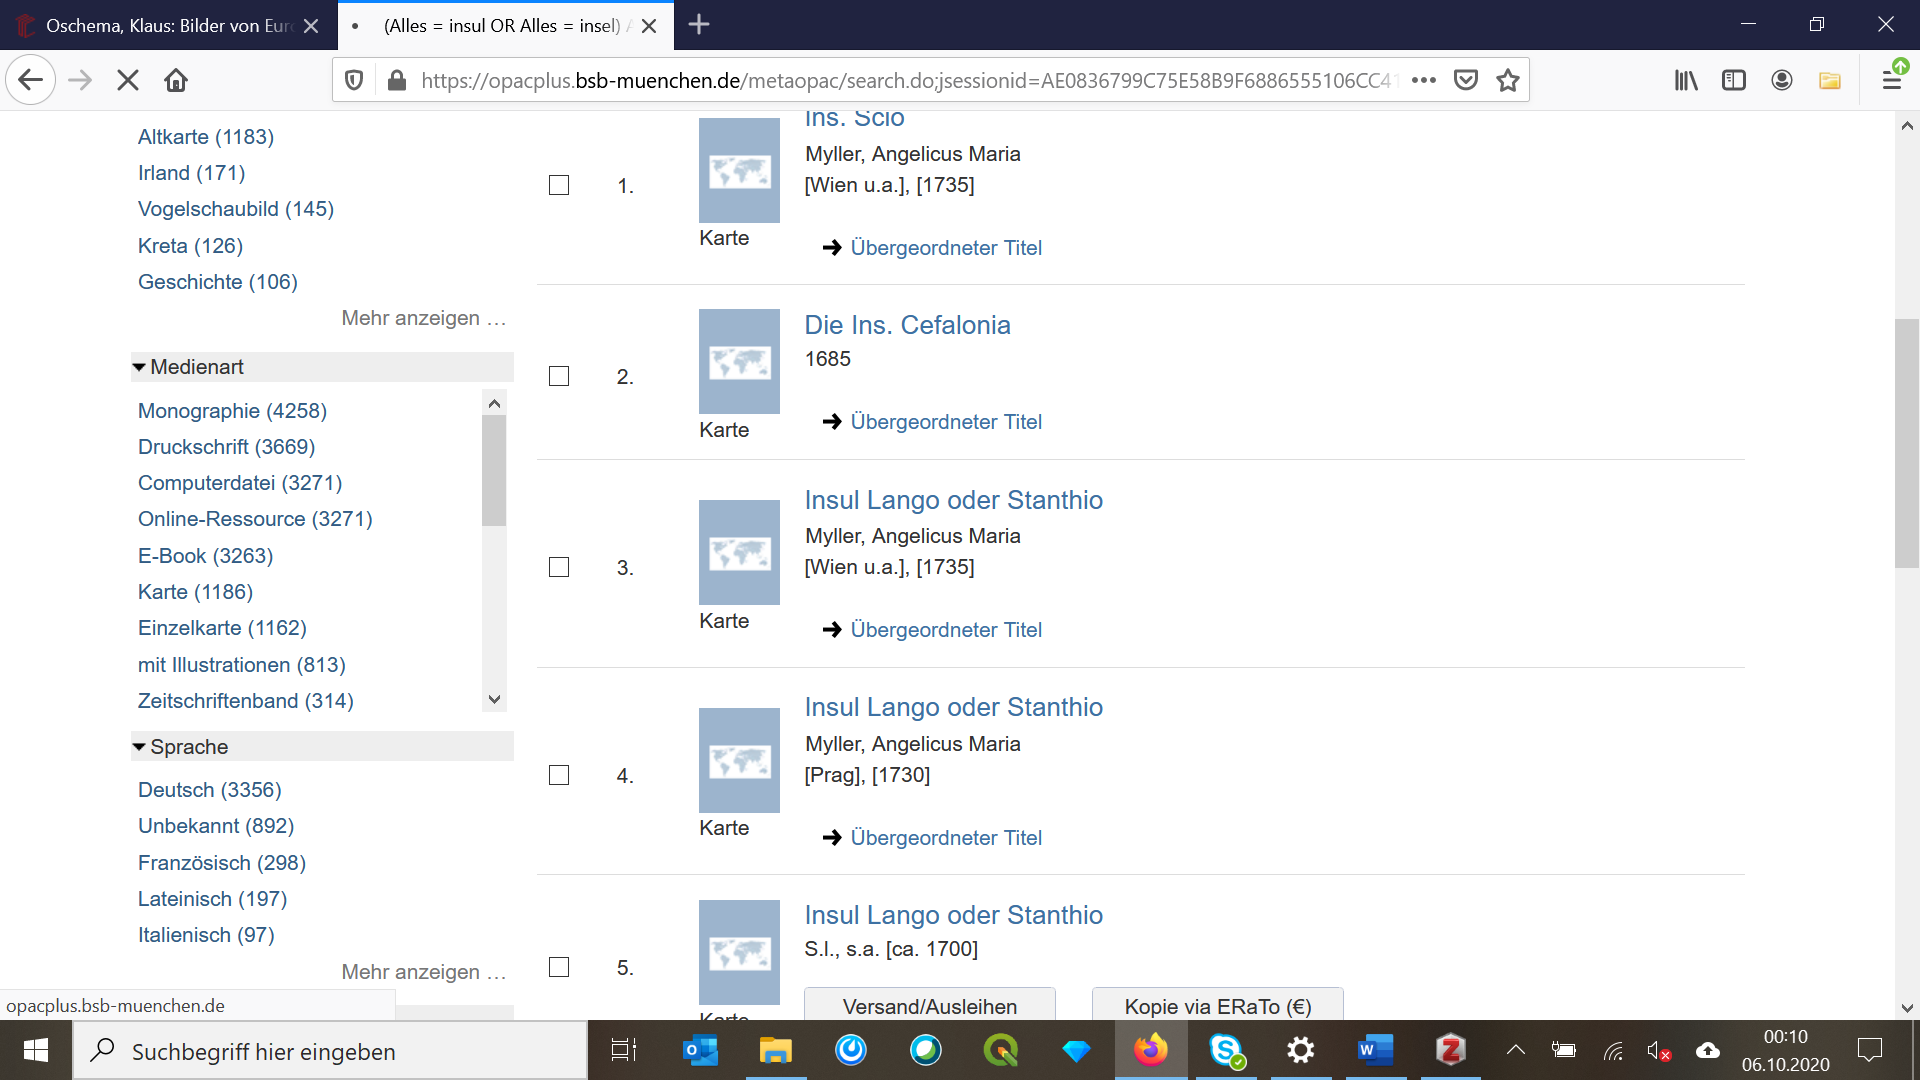 Oschema, Klaus: Bilder von Eur
(Alles = insul OR Alles = insel)
https://opacplus.bsb-muenchen.de/metaopac/search.do;jsessionid=AE0836799C75E58B9F6886555106CC41
Altkarte (1183)
Irland (171)
Vogelschaubild (145)
Kreta (126)
Geschichte (106)
Mehr anzeigen …
Medienart
Monographie (4258)
Druckschrift (3669)
Computerdatei (3271)
Online-Ressource (3271)
E-Book (3263)
Karte (1186)
Einzelkarte (1162)
mit Illustrationen (813)
Zeitschriftenband (314)
Sprache
Deutsch (3356)
Unbekannt (892)
Französisch (298)
Lateinisch (197)
Italienisch (97)
Mehr anzeigen …
1.
Karte
Ins. Scio
Myller, Angelicus Maria
[Wien u.a.], [1735]
Übergeordneter Titel
2.
Karte
Die Ins. Cefalonia
1685
Übergeordneter Titel
3.
Karte
Insul Lango oder Stanthio
Myller, Angelicus Maria
[Wien u.a.], [1735]
Übergeordneter Titel
4.
Karte
Insul Lango oder Stanthio
Myller, Angelicus Maria
[Prag], [1730]
Übergeordneter Titel
5.
Karte
Insul Lango oder Stanthio
S.l., s.a. [ca. 1700]
Versand/Ausleihen
Kopie via ERaTo (€)
opacplus.bsb-muenchen.de
Suchbegriff hier eingeben
00:10
06.10.2020